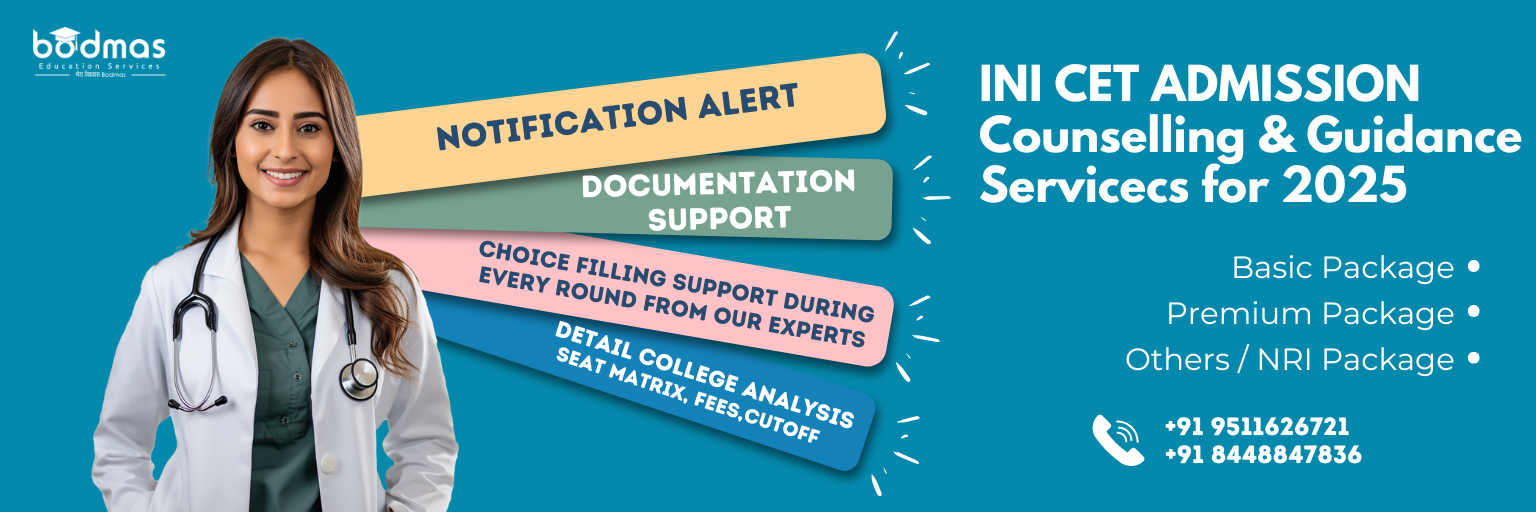 bodmas
Education Services
मेरा विश्वास Bodmas
NOTIFICATION ALERT
DOCUMENTATION
SUPPORT
CHOICE FILLING SUPPORT DURING
EVERY ROUND FROM OUR EXPERTS
DETAIL COLLEGE ANALYSIS
SEAT MATRIX, FEES,CUTOFF
INI CET ADMISSION
Counselling & Guidance
Servicecs for 2025
Basic Package •
Premium Package •
Others / NRI Package •
+91 9511626721
+91 8448847836